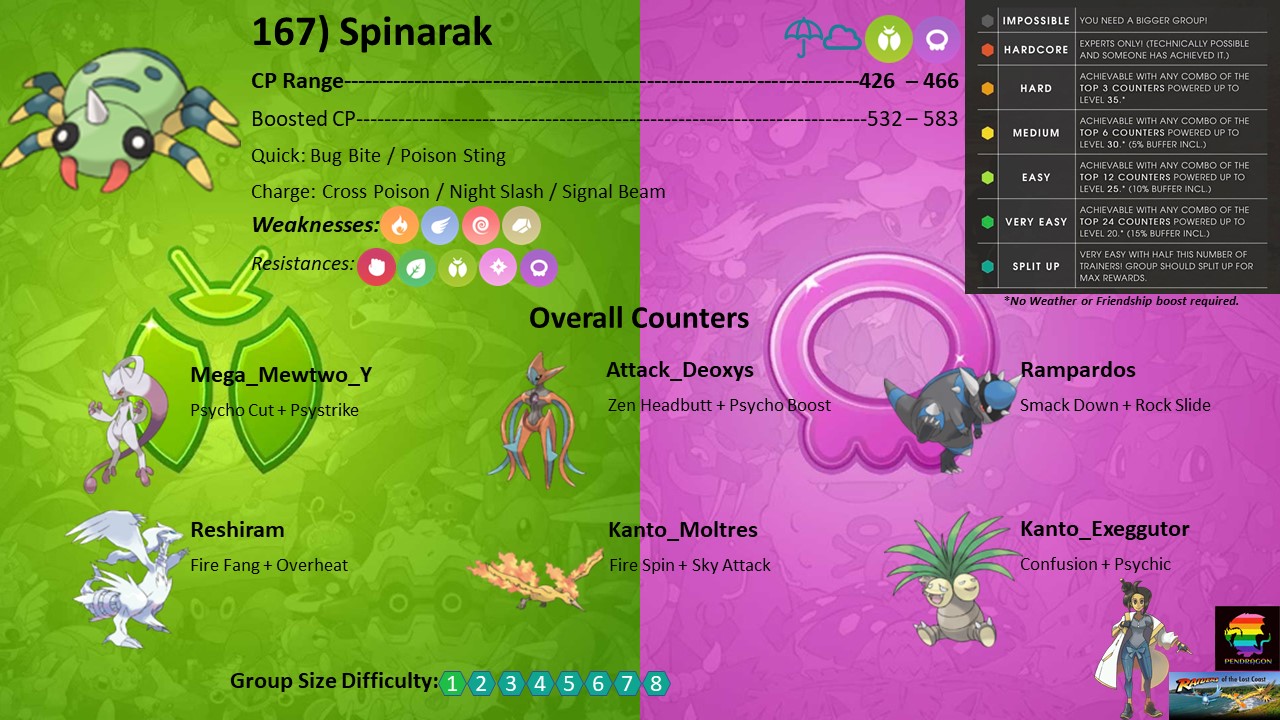 167) Spinarak
CP Range------------------------------------------------------------------------426 – 466
Boosted CP------------------------------------------------------------------------532 – 583
Quick: Bug Bite / Poison Sting
Charge: Cross Poison / Night Slash / Signal Beam
Weaknesses:
Resistances:
IMPOSSIBLE YOU NEED A BIGGER GROUP!
HARDCORE EXPERTS ONLY! (TECHNICALLY POSSIBLE
AND SOMEONE HAS ACHIEVED IT.)
HARD ACHIEVABLE WITH ANY COMBO OF THE
TOP 3 COUNTERS POWERED UP TO
LEVEL 35.*
MEDIUM ACHIEVABLE WITH ANY COMBO OF THE
TOP 6 COUNTERS POWERED UP TO
LEVEL 30.* (5% BUFFER INCL.)
EASY ACHIEVABLE WITH ANY COMBO OF THE
TOP 12 COUNTERS POWERED UP TO
LEVEL 25.* (10% BUFFER INCL.)
VERY EASY ACHIEVABLE WITH ANY COMBO OF THE
TOP 24 COUNTERS POWERED UP TO
LEVEL 20.* (15% BUFFER INCL.)
SPLIT UP VERY EASY WITH HALF THIS NUMBER OF
TRAINERS! GROUP SHOULD SPLIT UP FOR
MAX REWARDS.
*No Weather or Friendship boost required.
Overall Counters
Mega_Mewtwo_Y
Psycho Cut + Psystrike
Attack_Deoxys
Zen Headbutt + Psycho Boost
Rampardos
Smack Down + Rock Slide
Reshiram
Fire Fang + Overheat
Kanto_Moltres
Fire Spin + Sky Attack
Kanto_Exeggutor
Confusion + Psychic
Group Size Difficulty: 1 2 3 4 5 6 7 8
PENDRAGON
RAIDERS of the Lost Coast